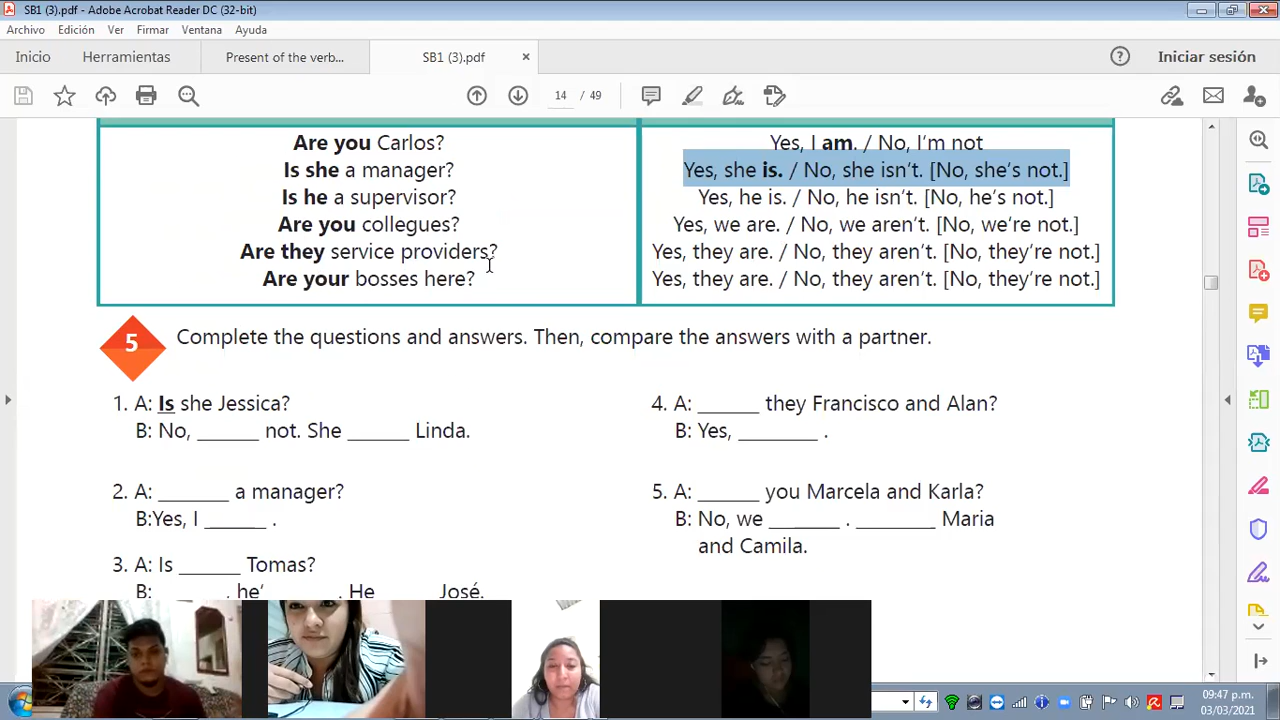 SB1 (3).pdf - Adobe Acrobat Reader DC (32-bit)
Archivo Edición Ver Firmar Ventana Ayuda
Inicio Herramientas Present of the verb... SB1 (3).pdf × Iniciar sesión
14 / 49
Are you Carlos? Yes, I am. / No, I'm not
Is she a manager? Yes, she is. / No, she isn't. [No, she's not.]
Is he a supervisor? Yes, he is. / No, he isn't. [No, he's not.]
Are you collegues? Yes, we are. / No, we aren't. [No, we're not.]
Are they service providers? Yes, they are. / No, they aren't. [No, they're not.]
Are your bosses here? Yes, they are. / No, they aren't. [No, they're not.]
5 Complete the questions and answers. Then, compare the answers with a partner.
1. A: Is she Jessica?
B: No, ______ not. She ______ Linda.
2. A: _______ a manager?
B:Yes, I ______ .
3. A: Is ______ Tomas?
B: ______. he' ______. He ______ José.
4. A: ______ they Francisco and Alan?
B: Yes, ________ .
5. A: ______ you Marcela and Karla?
B: No, we _______ . ________ Maria
and Camila.
09:47 p.m.
03/03/2021